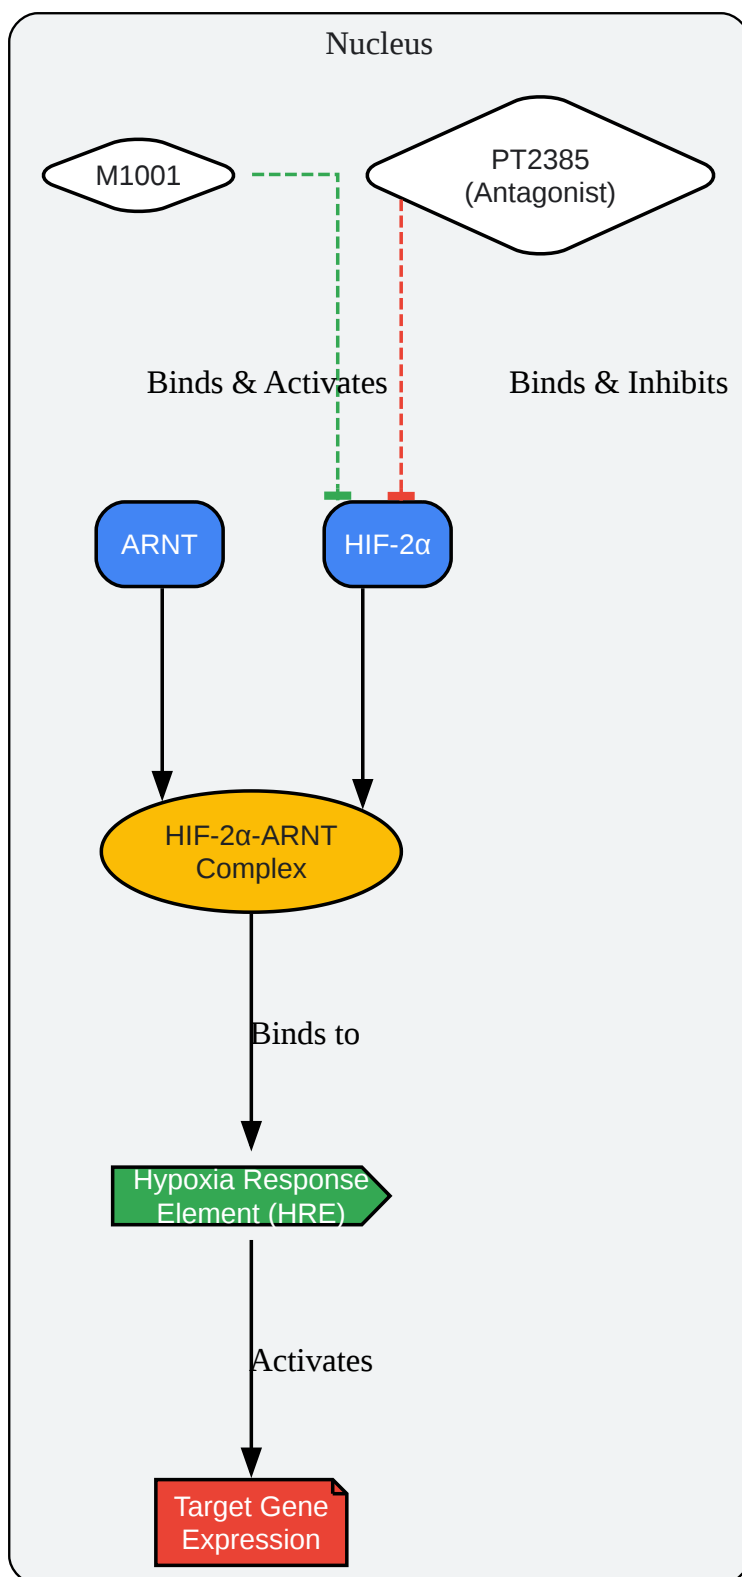 Nucleus
M1001
PT2385
(Antagonist)
Binds & Activates
Binds & Inhibits
ARNT
HIF-2α
HIF-2α-ARNT
Complex
Binds to
Hypoxia Response
Element (HRE)
Activates
Target Gene
Expression